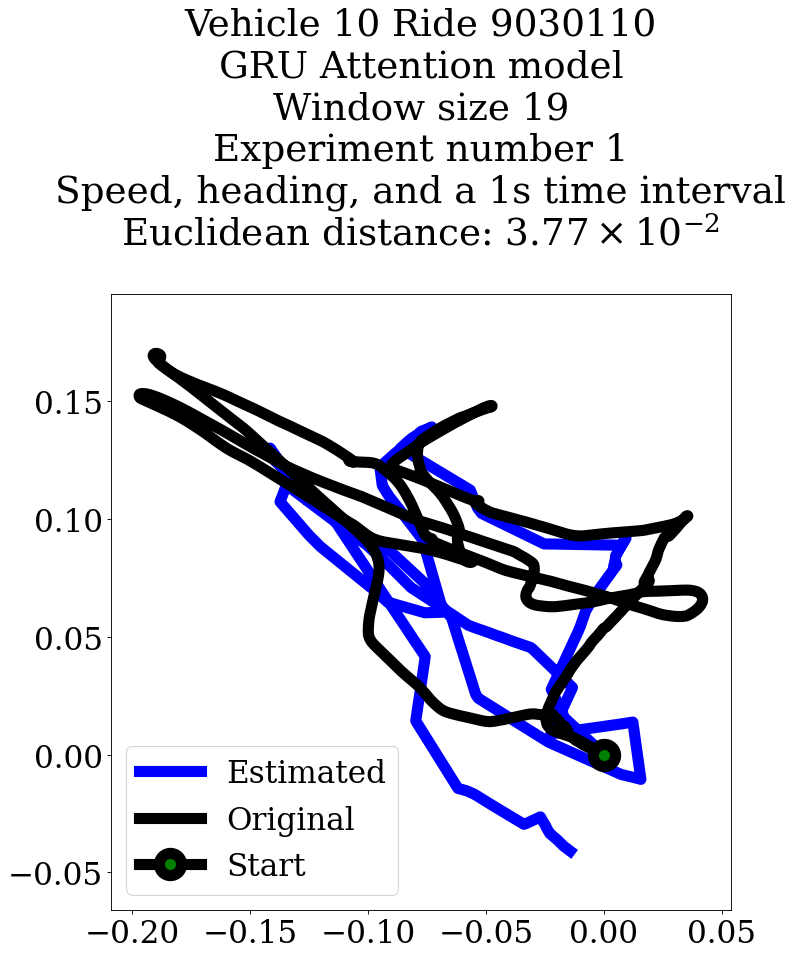 Vehicle 10 Ride 9030110
GRU Attention model
Window size 19
Experiment number 1
Speed, heading, and a 1s time interval
Euclidean distance: 3.77 × 10⁻²
0.15
0.10
0.05
0.00
−0.05
Estimated
Original
Start
−0.20 −0.15 −0.10 −0.05 0.00 0.05